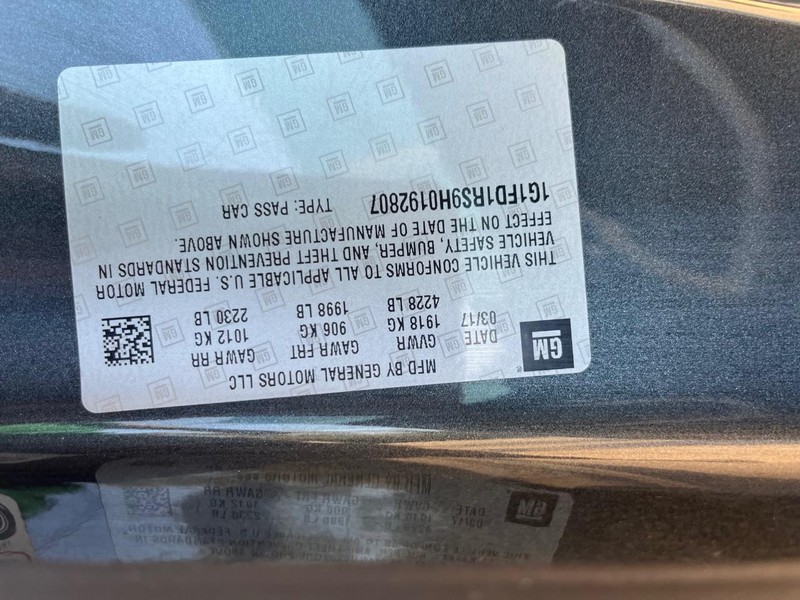 GM
MFD BY GENERAL MOTORS LLC
DATE GVWR GAWR FRT GAWR RR
03/17 1918 KG 906 KG 1012 KG
4228 LB 1998 LB 2230 LB
THIS VEHICLE CONFORMS TO ALL APPLICABLE U.S. FEDERAL MOTOR
VEHICLE SAFETY, BUMPER, AND THEFT PREVENTION STANDARDS IN
EFFECT ON THE DATE OF MANUFACTURE SHOWN ABOVE.
1G1FD1RS9H0192807 TYPE: PASS CAR